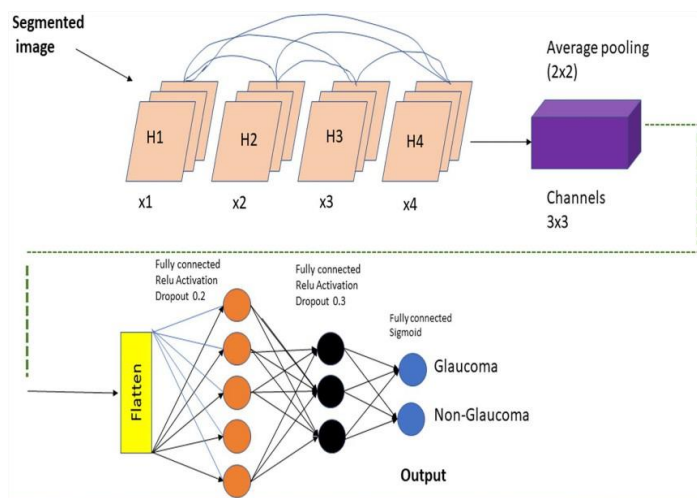 Segmented
image
Average pooling
(2x2)
H1
H2
H3
H4
x1
x2
x3
x4
Channels
3x3
Fully connected
Relu Activation
Dropout 0.2
Fully connected
Relu Activation
Dropout 0.3
Fully connected
Sigmoid
Flatten
Glaucoma
Non-Glaucoma
Output